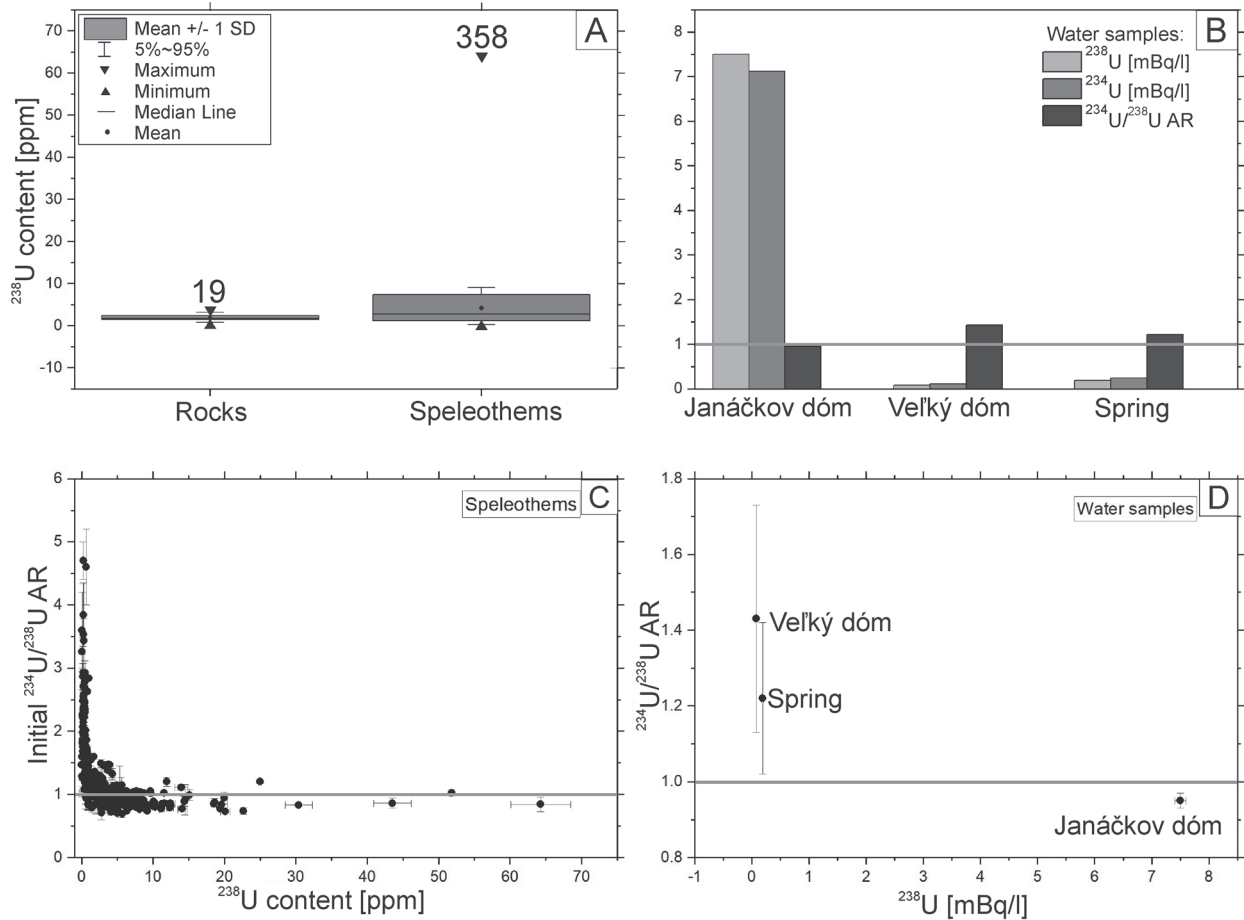 A
Mean +/- 1 SD
5%~95%
Maximum
Minimum
Median Line
Mean
358
19
75
70
60
50
40
30
20
10
0
-10
²³⁸U content [ppm]
Rocks Speleothems
B
Water samples:
²³⁸U [mBq/l]
²³⁴U [mBq/l]
²³⁴U/²³⁸U AR
8
7
6
5
4
3
2
1
0
Janáčkov dóm Veľký dóm Spring
C
Speleothems
6
5
4
3
2
1
0
Initial ²³⁴U/²³⁸U AR
0 10 20 30 40 50 60 70
²³⁸U content [ppm]
D
Water samples
1.8
1.6
1.4
1.2
1.0
0.8
²³⁴U/²³⁸U AR
Veľký dóm
Spring
Janáčkov dóm
-1 0 1 2 3 4 5 6 7 8
²³⁸U [mBq/l]